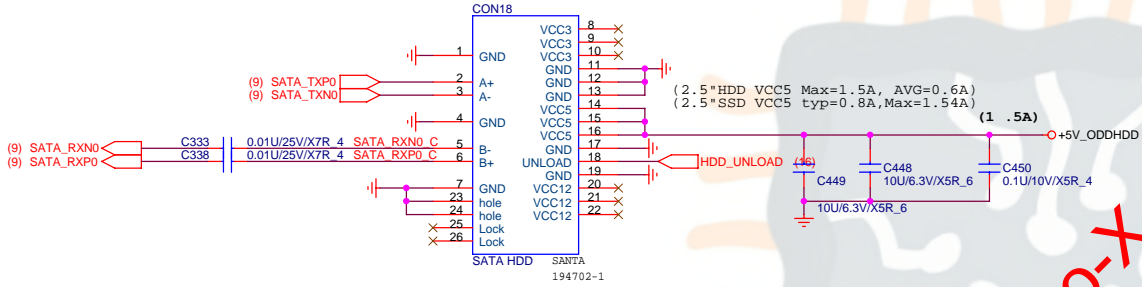 CON18
1 GND
(9) SATA_TXP0 2 A+
(9) SATA_TXN0 3 A-
4 GND
(9) SATA_RXN0 C333 0.01U/25V/X7R_4 SATA_RXN0_C 5 B-
(9) SATA_RXP0 C338 0.01U/25V/X7R_4 SATA_RXP0_C 6 B+
7 GND
23 hole
24 hole
25 Lock
26 Lock
VCC3 8
VCC3 9
VCC3 10
GND 11
GND 12
GND 13
VCC5 14
VCC5 15
VCC5 16
GND 17
UNLOAD 18 HDD_UNLOAD (16)
GND 19
VCC12 20
VCC12 21
VCC12 22
SATA HDD
SANTA
194702-1
(2.5"HDD VCC5 Max=1.5A, AVG=0.6A)
(2.5"SSD VCC5 typ=0.8A,Max=1.54A)
(1 .5A)
+5V_ODDHDD
C449
10U/6.3V/X5R_6
C448
10U/6.3V/X5R_6
C450
0.1U/10V/X5R_4
O-X